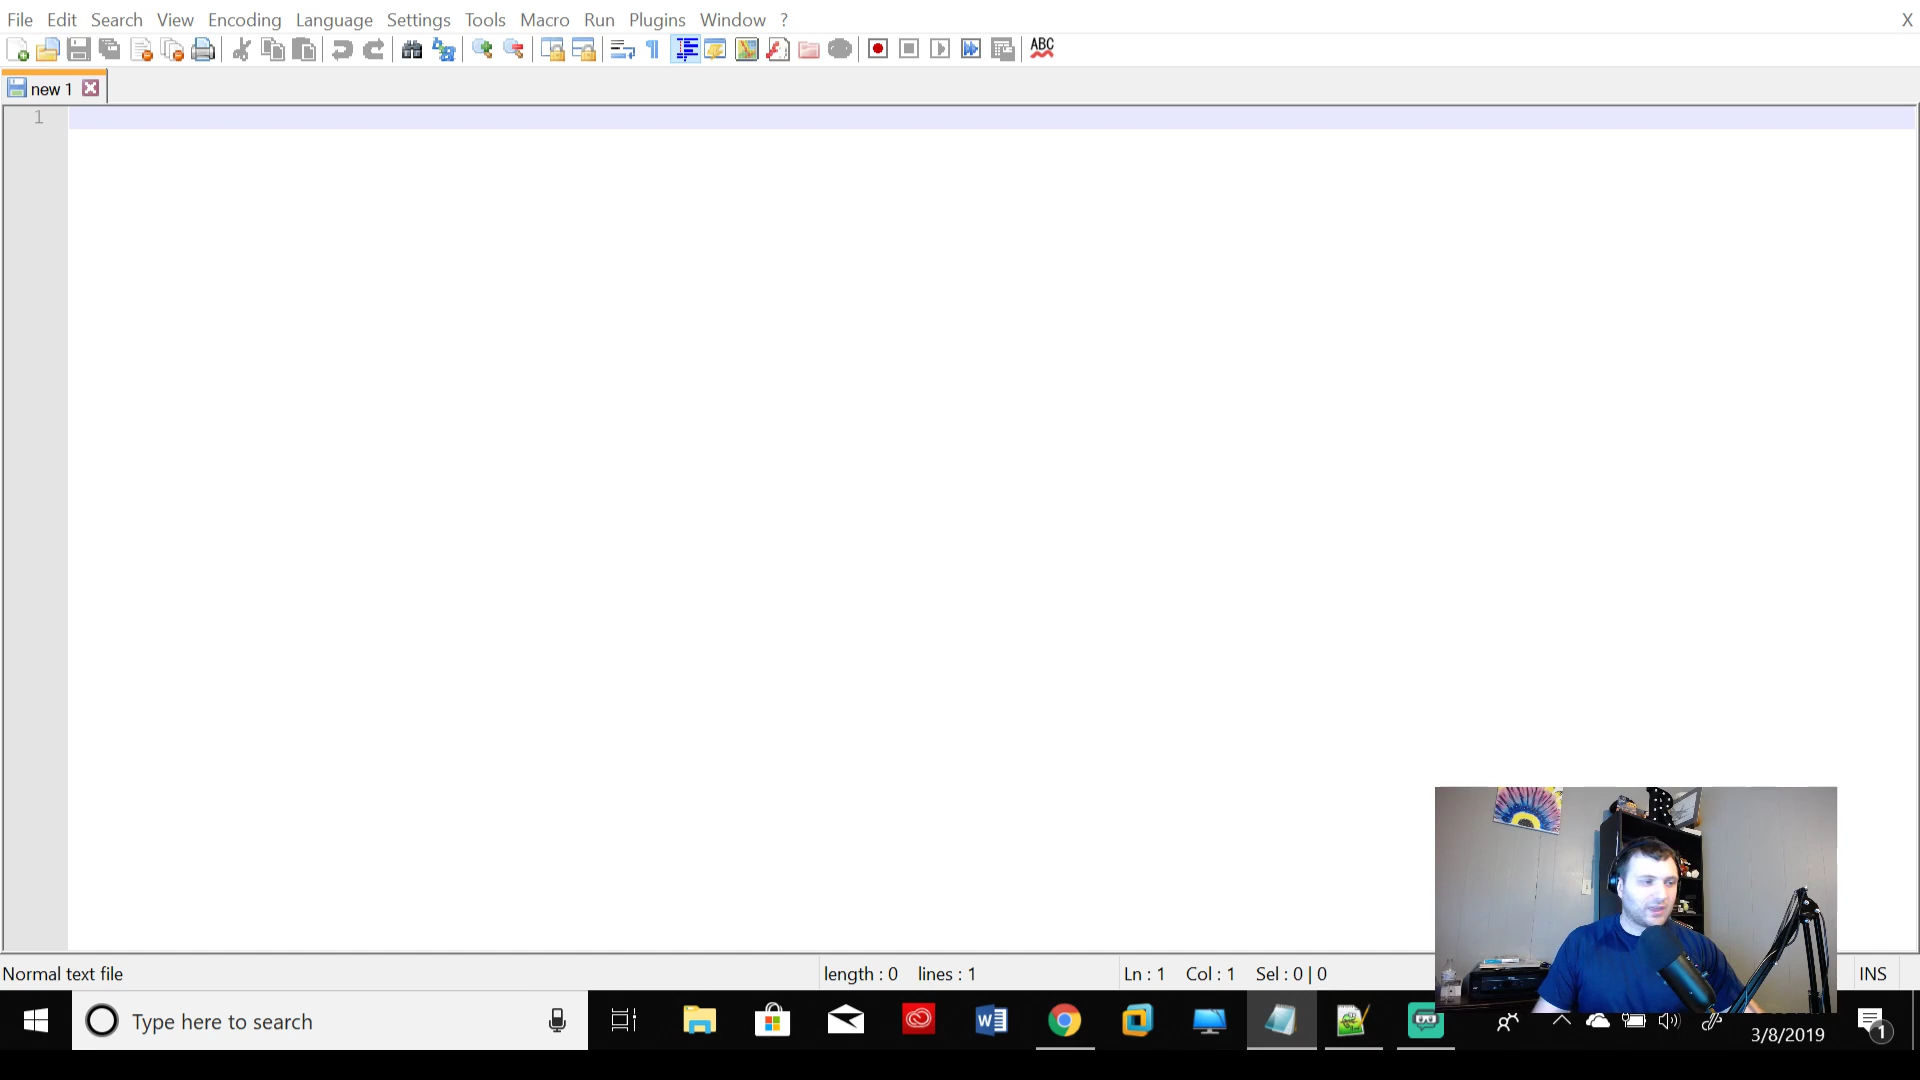 File Edit Search View Encoding Language Settings Tools Macro Run Plugins Window ? X
ABC
new 1
1
Normal text file length : 0 lines : 1 Ln : 1 Col : 1 Sel : 0 | 0 INS
Type here to search
3/8/2019
1